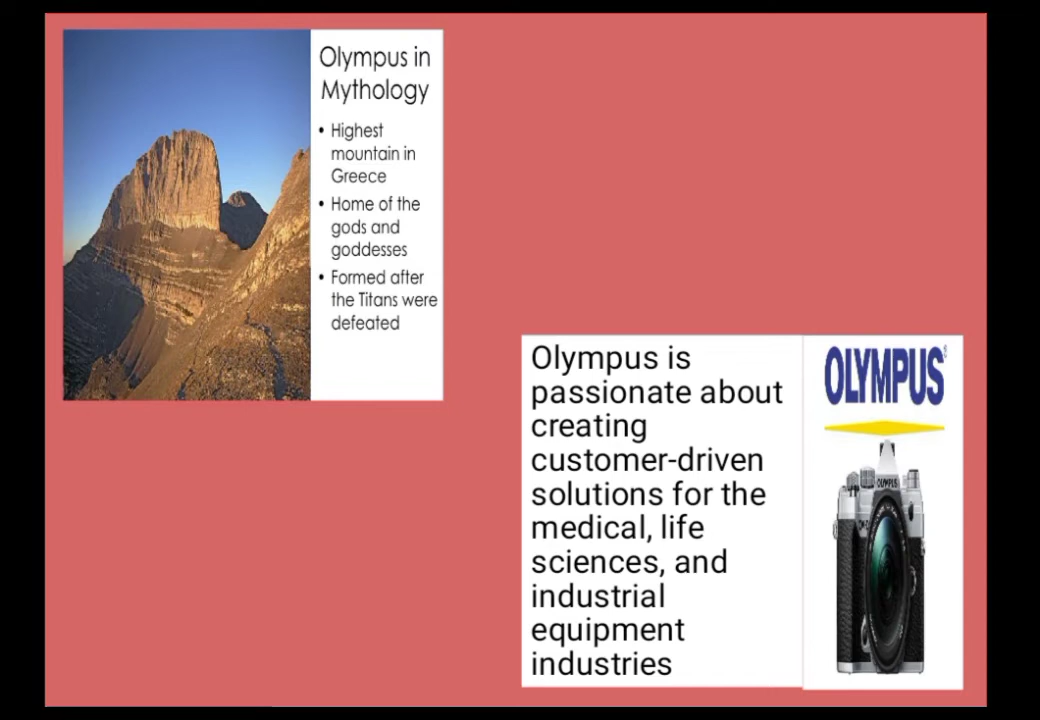 Olympus in
Mythology
• Highest
mountain in
Greece
• Home of the
gods and
goddesses
• Formed after
the Titans were
defeated
Olympus is
passionate about
creating
customer-driven
solutions for the
medical, life
sciences, and
industrial
equipment
industries
OLYMPUS
OLYMPUS